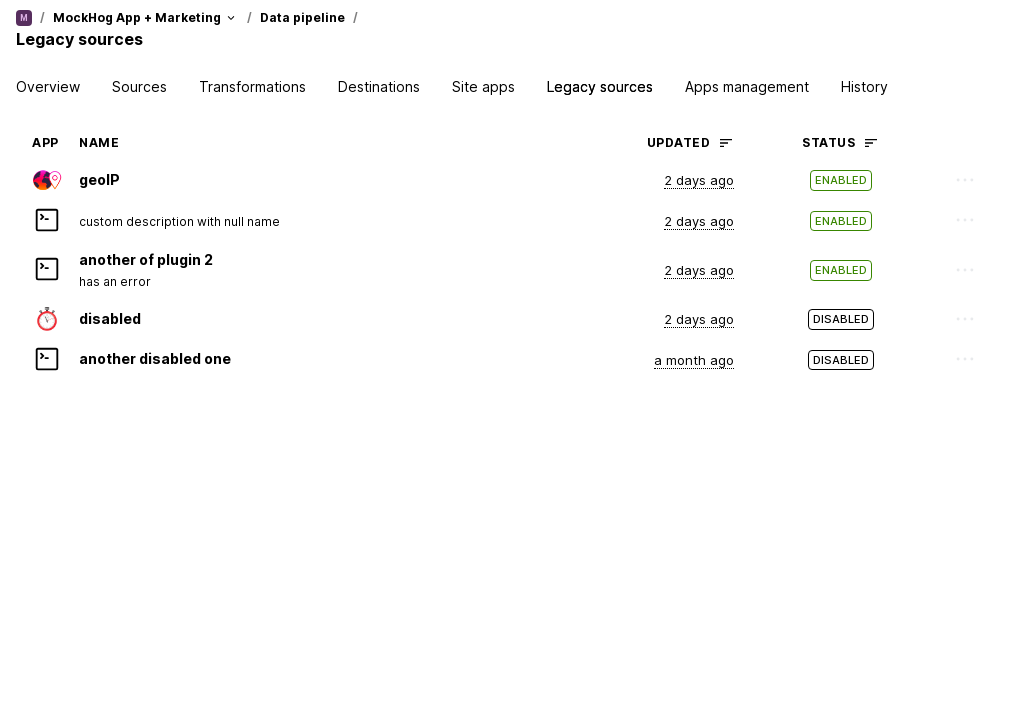 M / MockHog App + Marketing / Data pipeline /
Legacy sources
Overview Sources Transformations Destinations Site apps Legacy sources Apps management History
APP NAME UPDATED STATUS
geoIP 2 days ago ENABLED
custom description with null name 2 days ago ENABLED
another of plugin 2
has an error 2 days ago ENABLED
disabled 2 days ago DISABLED
another disabled one a month ago DISABLED